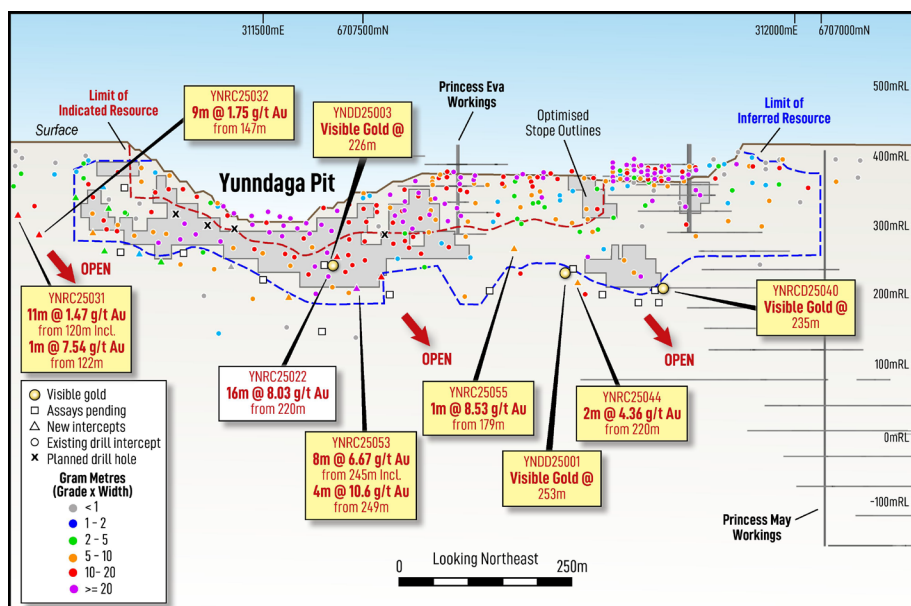 311500mE
6707500mN
312000mE
6707000mN
500mRL
400mRL
300mRL
200mRL
100mRL
0mRL
-100mRL
Surface
Limit of
Indicated Resource
YNRC25032
9m @ 1.75 g/t Au
from 147m
YNDD25003
Visible Gold @
226m
Princess Eva
Workings
Optimised
Stope Outlines
Limit of
Inferred Resource
Yunndaga Pit
OPEN
YNRC25031
11m @ 1.47 g/t Au
from 120m Incl.
1m @ 7.54 g/t Au
from 122m
OPEN
OPEN
YNRCD25040
Visible Gold @
235m
YNRC25022
16m @ 8.03 g/t Au
from 220m
YNRC25053
8m @ 6.67 g/t Au
from 245m Incl.
4m @ 10.6 g/t Au
from 249m
YNRC25055
1m @ 8.53 g/t Au
from 179m
YNRC25044
2m @ 4.36 g/t Au
from 220m
YNDD25001
Visible Gold @
253m
Princess May
Workings
Visible gold
Assays pending
New intercepts
Existing drill intercept
x Planned drill hole
Gram Metres
(Grade x Width)
< 1
1 - 2
2 - 5
5 - 10
10 - 20
>= 20
Looking Northeast
0
250m